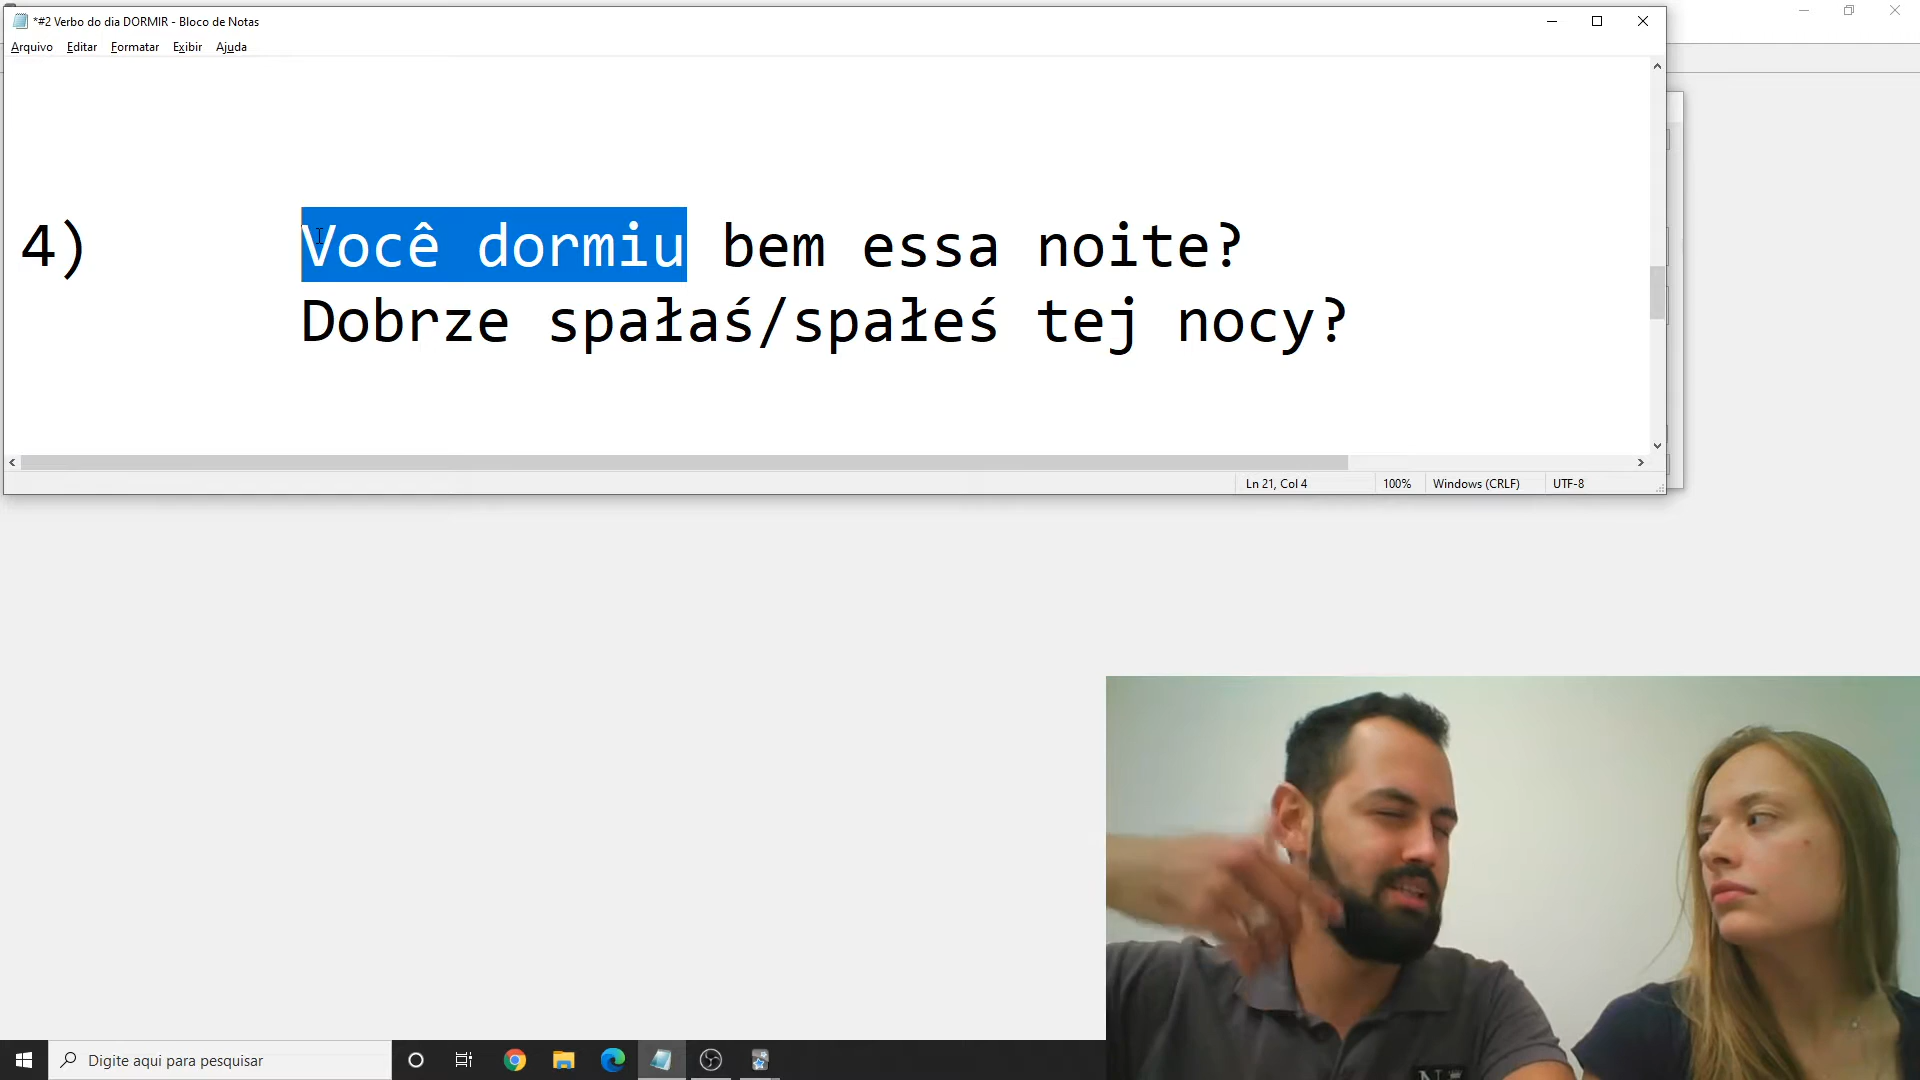 *#2 Verbo do dia DORMIR - Bloco de Notas
Arquivo Editar Formatar Exibir Ajuda
4) Você dormiu bem essa noite?
Dobrze spałaś/spałeś tej nocy?
Ln 21, Col 4 100% Windows (CRLF) UTF-8
Digite aqui para pesquisar